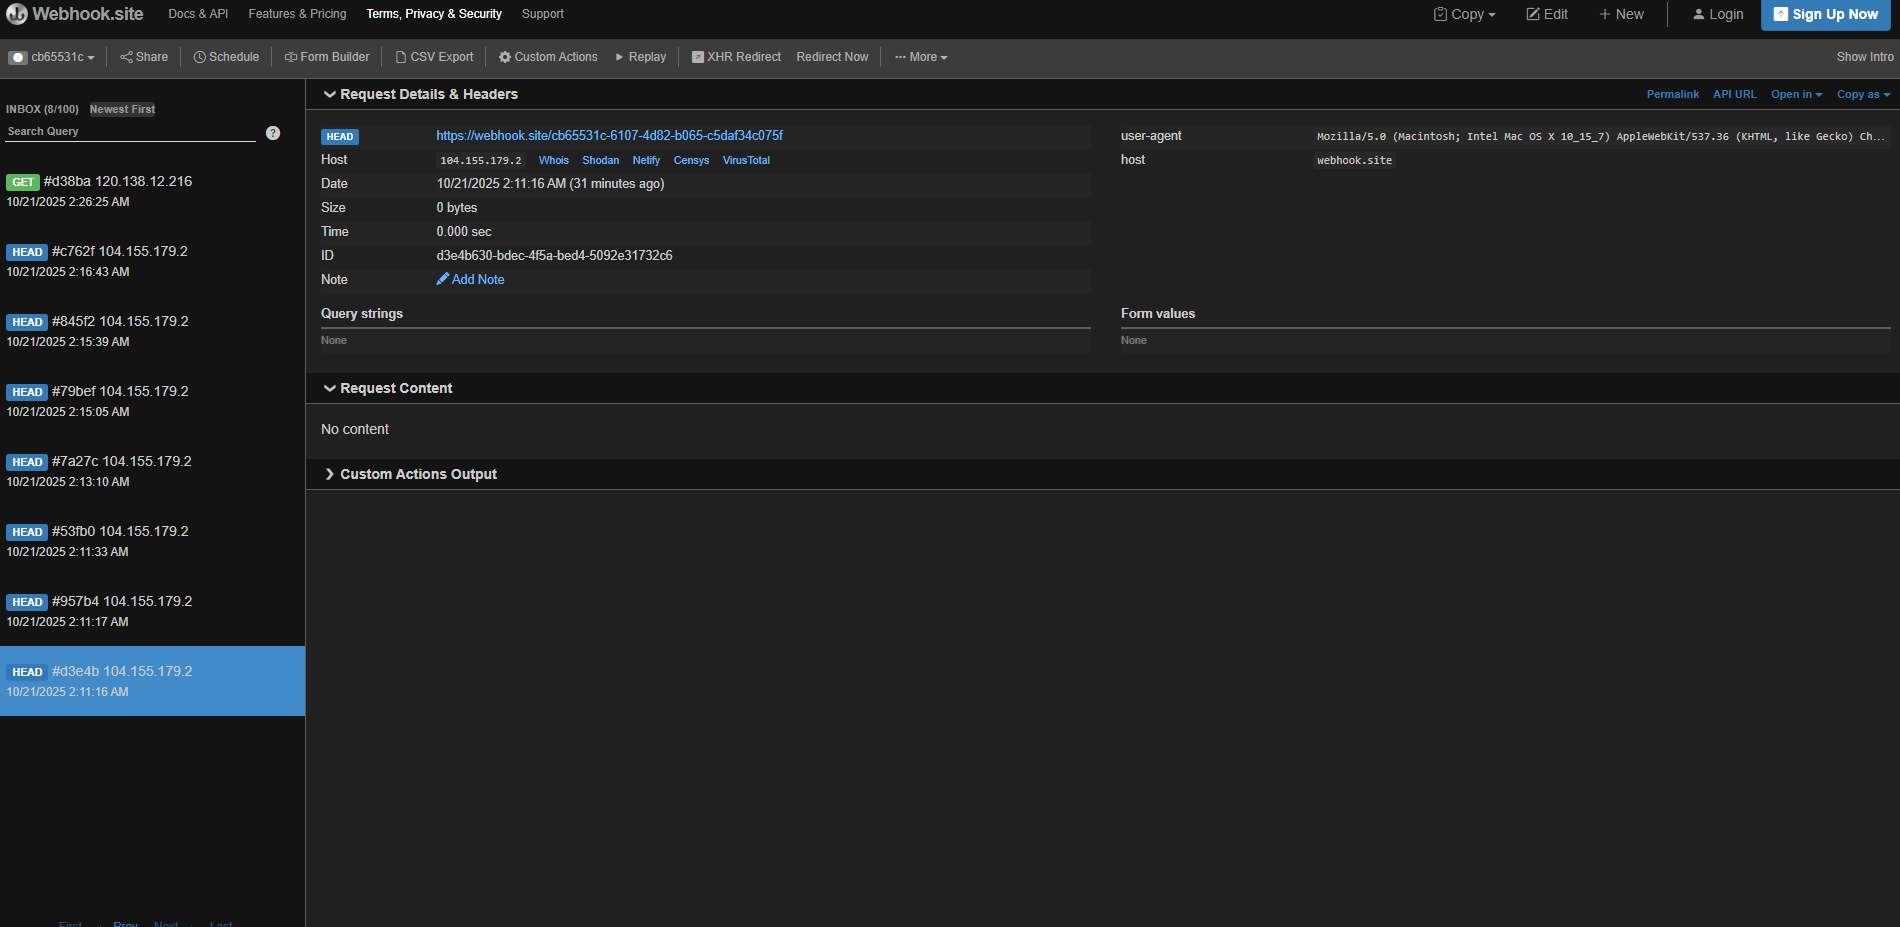 Webhook.site Docs & API Features & Pricing Terms, Privacy & Security Support Copy Edit New Login Sign Up Now
cb65531c Share Schedule Form Builder CSV Export Custom Actions Replay XHR Redirect Redirect Now More Show Intro
INBOX (8/100) Newest First
Search Query ?
GET #d38ba 120.138.12.216
10/21/2025 2:26:25 AM
HEAD #c762f 104.155.179.2
10/21/2025 2:16:43 AM
HEAD #845f2 104.155.179.2
10/21/2025 2:15:39 AM
HEAD #79bef 104.155.179.2
10/21/2025 2:15:05 AM
HEAD #7a27c 104.155.179.2
10/21/2025 2:13:10 AM
HEAD #53fb0 104.155.179.2
10/21/2025 2:11:33 AM
HEAD #957b4 104.155.179.2
10/21/2025 2:11:17 AM
HEAD #d3e4b 104.155.179.2
10/21/2025 2:11:16 AM
First Prev Next Last
Request Details & Headers Permalink API URL Open in Copy as
HEAD https://webhook.site/cb65531c-6107-4d82-b065-c5daf34c075f
Host 104.155.179.2 Whois Shodan Netify Censys VirusTotal
Date 10/21/2025 2:11:16 AM (31 minutes ago)
Size 0 bytes
Time 0.000 sec
ID d3e4b630-bdec-4f5a-bed4-5092e31732c6
Note Add Note
user-agent Mozilla/5.0 (Macintosh; Intel Mac OS X 10_15_7) AppleWebKit/537.36 (KHTML, like Gecko) Ch...
host webhook.site
Query strings
None
Form values
None
Request Content
No content
Custom Actions Output